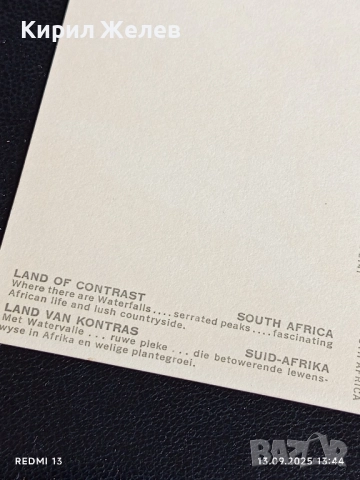 Кирил Желев
LAND OF CONTRAST SOUTH AFRICA
Where there are Waterfalls.... serrated peaks.... fascinating
African life and lush countryside.
LAND VAN KONTRAS SUID-AFRIKA
Met Watervalle ... ruwe pieke ... die betowerende lewens-
wyse in Afrika en welige plantegroei.
AFRICA
REDMI 13
13.09.2025 13:44
BAZAR